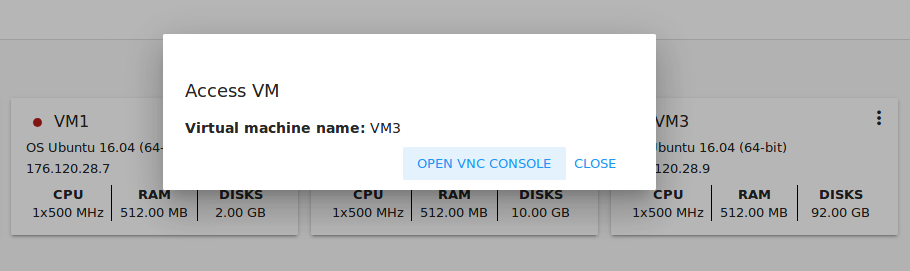 Access VM
Virtual machine name: VM3
OPEN VNC CONSOLE CLOSE
VM1
OS Ubuntu 16.04 (64-
176.120.28.7
CPU RAM DISKS
1x500 MHz 512.00 MB 2.00 GB
CPU RAM DISKS
1x500 MHz 512.00 MB 10.00 GB
VM3
16.04 (64-bit)
.120.28.9
CPU RAM DISKS
1x500 MHz 512.00 MB 92.00 GB